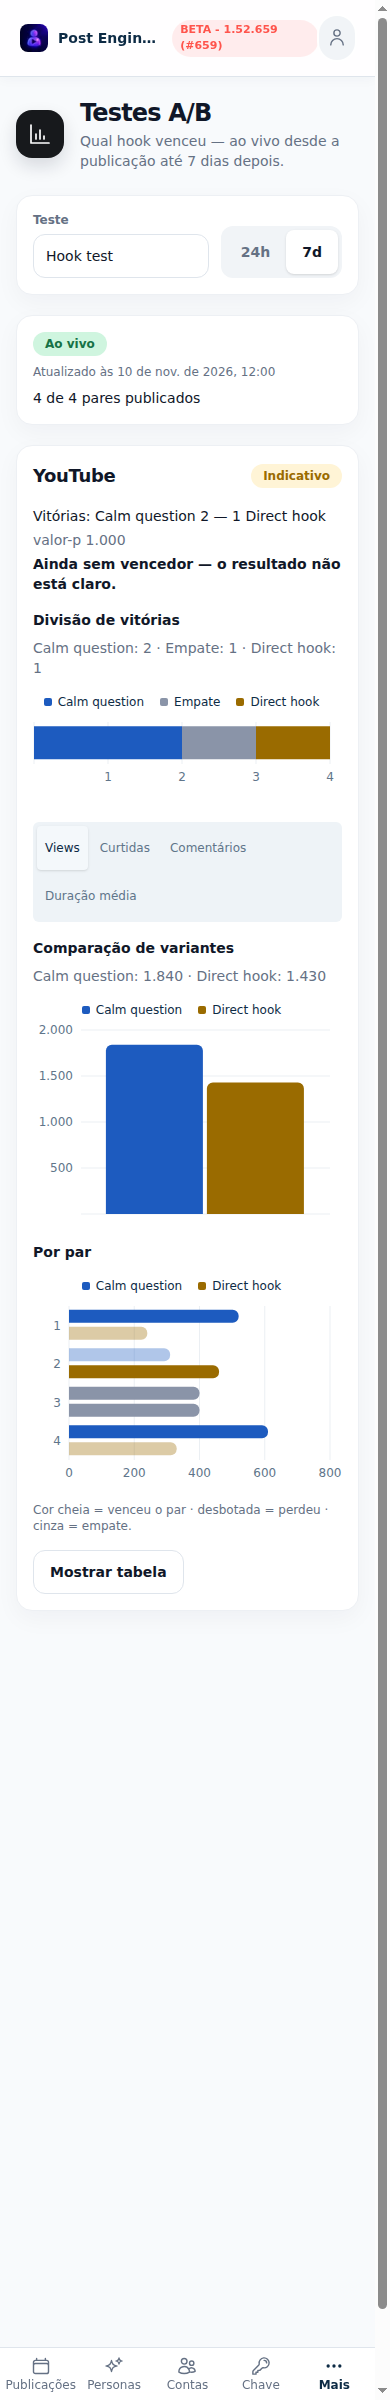 Post Engin...
BETA - 1.52.659
(#659)
Testes A/B
Qual hook venceu — ao vivo desde a
publicação até 7 dias depois.
Teste
Hook test
24h
7d
Ao vivo
Atualizado às 10 de nov. de 2026, 12:00
4 de 4 pares publicados
YouTube
Indicativo
Vitórias: Calm question 2 — 1 Direct hook
valor-p 1.000
Ainda sem vencedor — o resultado não
está claro.
Divisão de vitórias
Calm question: 2 · Empate: 1 · Direct hook:
1
Calm question
Empate
Direct hook
1 2 3 4
Views
Curtidas
Comentários
Duração média
Comparação de variantes
Calm question: 1.840 · Direct hook: 1.430
Calm question
Direct hook
2.000
1.500
1.000
500
Por par
Calm question
Direct hook
1
2
3
4
0 200 400 600 800
Cor cheia = venceu o par · desbotada = perdeu ·
cinza = empate.
Mostrar tabela
Publicações
Personas
Contas
Chave
Mais